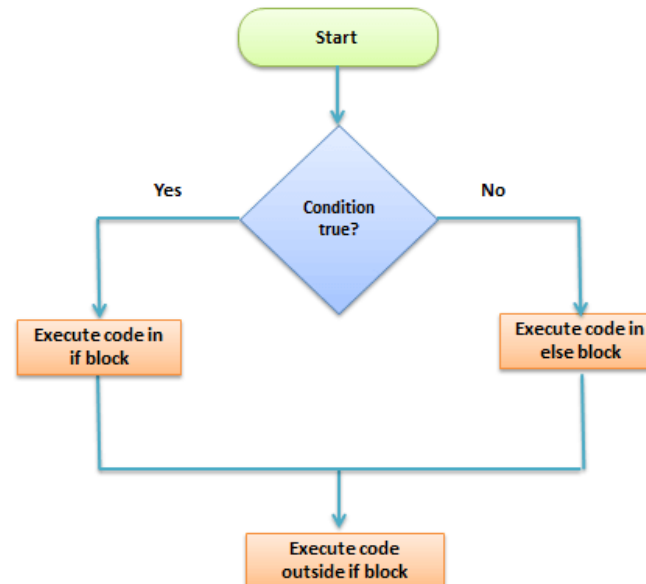 Start
Yes
No
Condition
true?
Execute code in
if block
Execute code in
else block
Execute code
outside if block